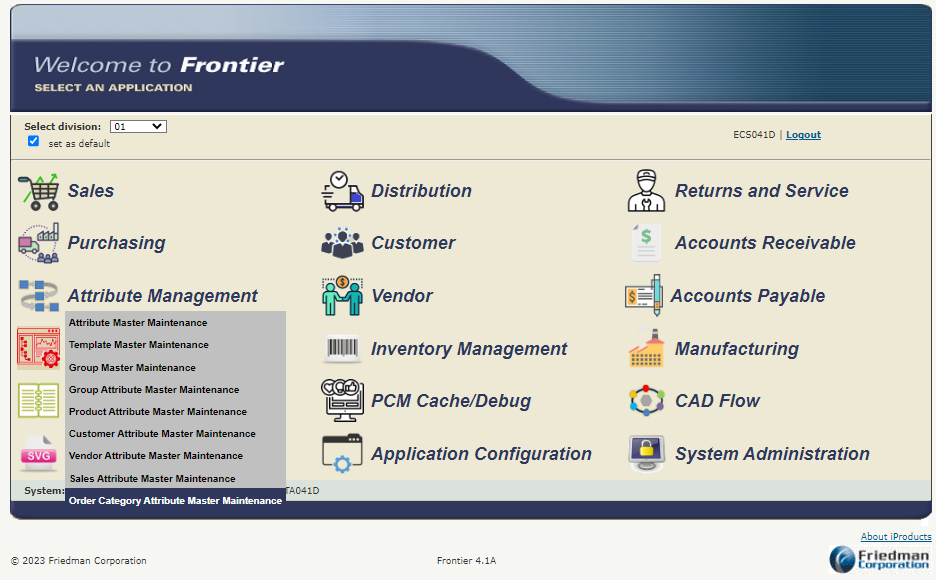 Welcome to Frontier
SELECT AN APPLICATION
Select division: 01
set as default
ECS041D | Logout
Sales
Distribution
Returns and Service
Purchasing
Customer
Accounts Receivable
Attribute Management
Vendor
Accounts Payable
Attribute Master Maintenance
Template Master Maintenance
Group Master Maintenance
Group Attribute Master Maintenance
Product Attribute Master Maintenance
Customer Attribute Master Maintenance
Vendor Attribute Master Maintenance
Sales Attribute Master Maintenance
Order Category Attribute Master Maintenance
Inventory Management
Manufacturing
PCM Cache/Debug
CAD Flow
SVG
Application Configuration
System Administration
System:
TA041D
About iProducts
© 2023 Friedman Corporation
Frontier 4.1A
Friedman
Corporation